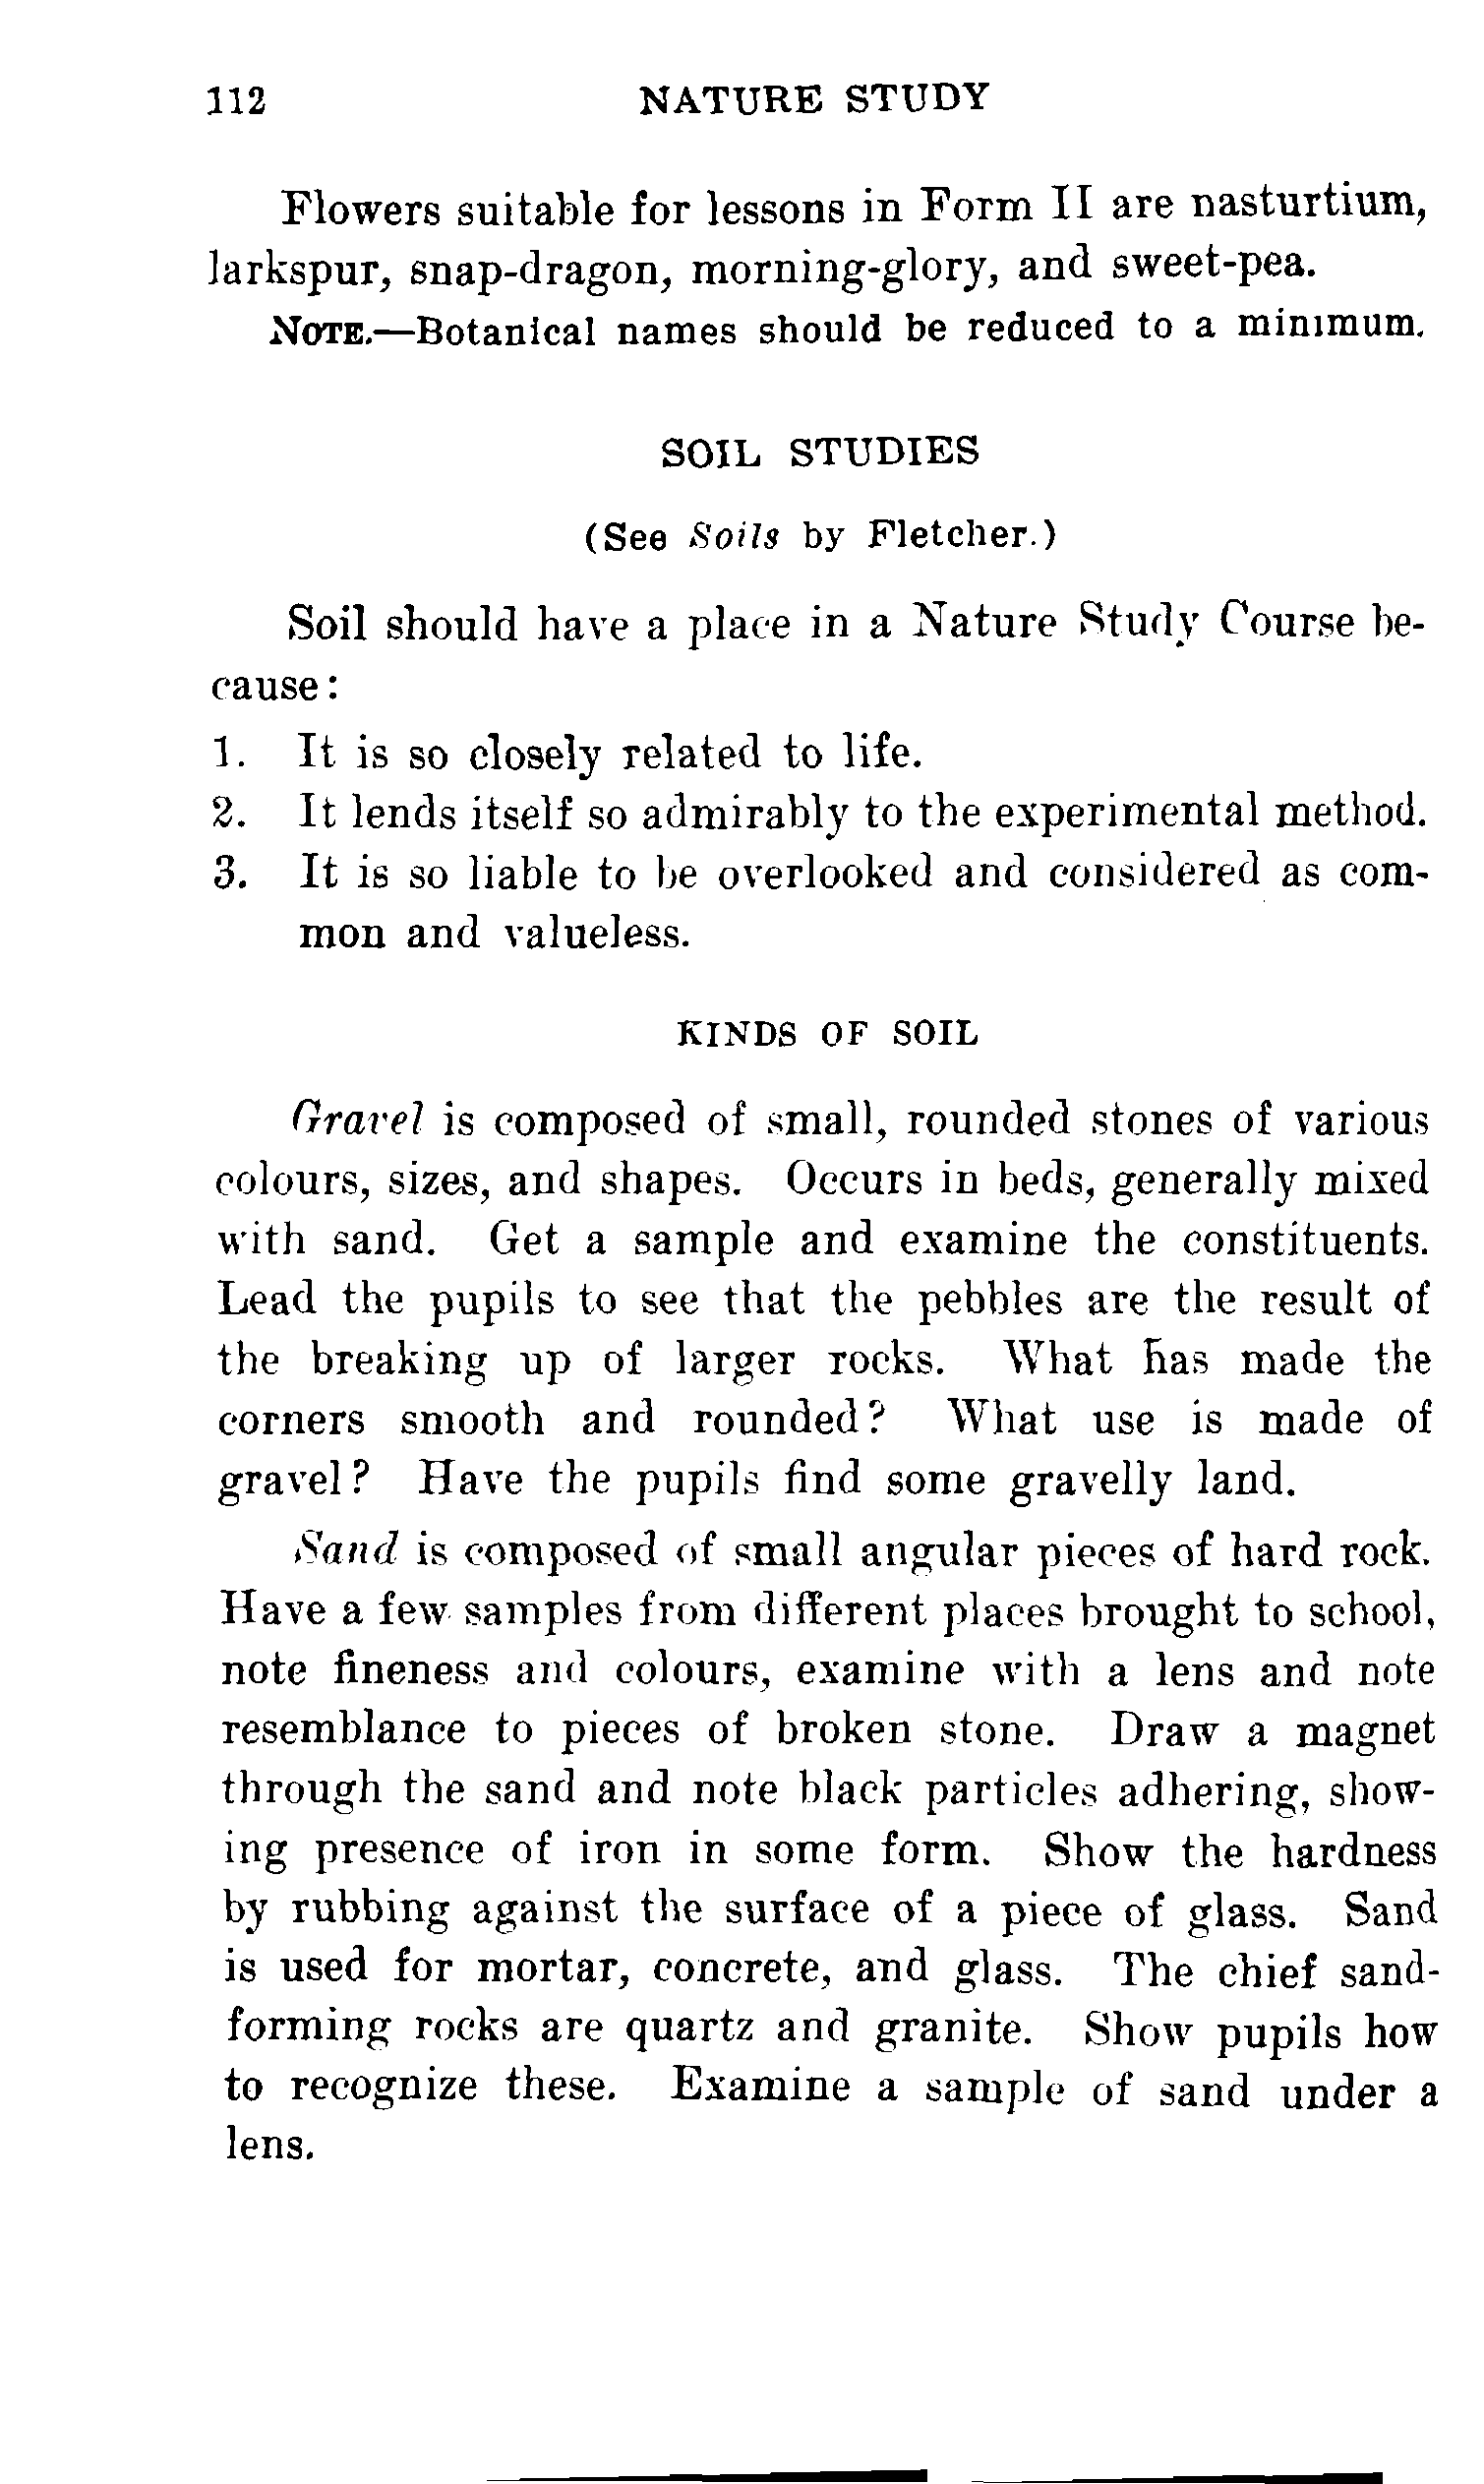 112 NATURE STUDY
Flowers suitable for lessons in Form II are nasturtium,
larkspur, snap-dragon, morning-glory, and sweet-pea.
NOTE.—Botanical names should be reduced to a minimum.
SOIL STUDIES
(See Soils by Fletcher.)
Soil should have a place in a Nature Study Course be-
cause:
1. It is so closely related to life.
2. It lends itself so admirably to the experimental method.
3. It is so liable to be overlooked and considered as com-
mon and valueless.
KINDS OF SOIL
Gravel is composed of small, rounded stones of various
colours, sizes, and shapes. Occurs in beds, generally mixed
with sand. Get a sample and examine the constituents.
Lead the pupils to see that the pebbles are the result of
the breaking up of larger rocks. What has made the
corners smooth and rounded? What use is made of
gravel? Have the pupils find some gravelly land.
Sand is composed of small angular pieces of hard rock.
Have a few samples from different places brought to school,
note fineness and colours, examine with a lens and note
resemblance to pieces of broken stone. Draw a magnet
through the sand and note black particles adhering, show-
ing presence of iron in some form. Show the hardness
by rubbing against the surface of a piece of glass. Sand
is used for mortar, concrete, and glass. The chief sand-
forming rocks are quartz and granite. Show pupils how
to recognize these. Examine a sample of sand under a
lens.